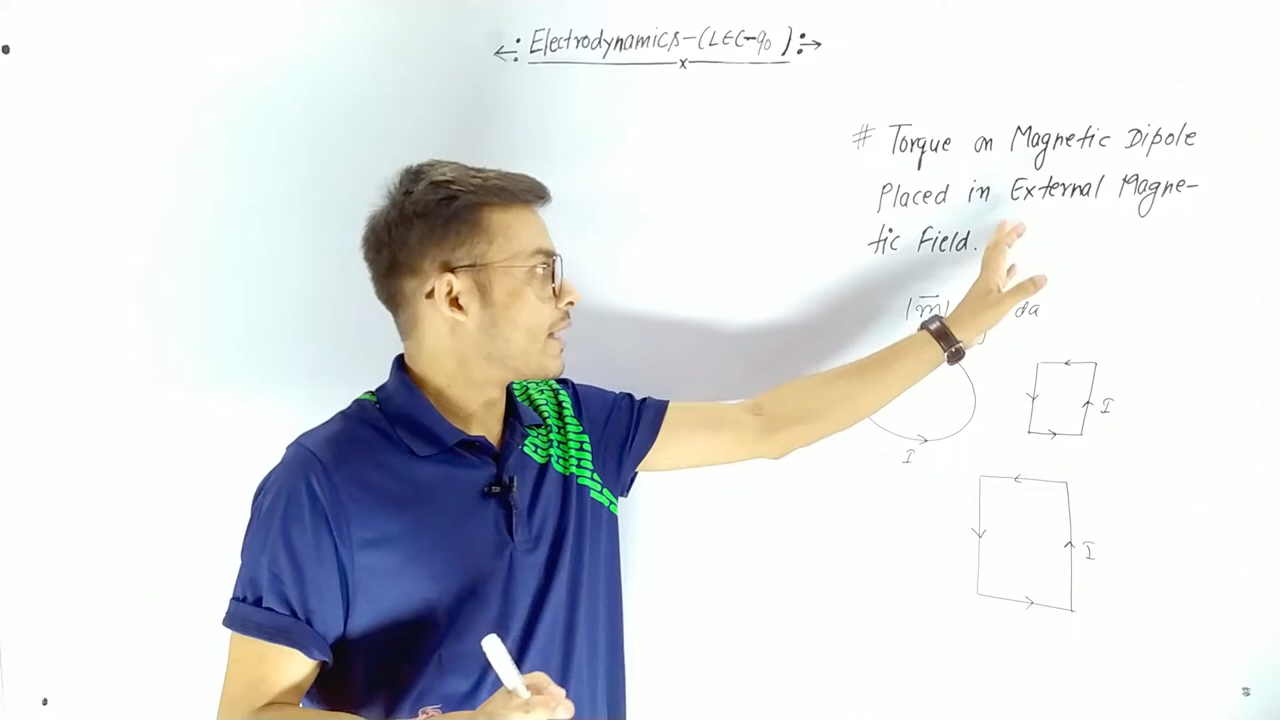 Electrodynamics-(LEC-90)
# Torque on Magnetic Dipole
Placed in External Magne-
tic Field.
|m̅| da
I
I
I